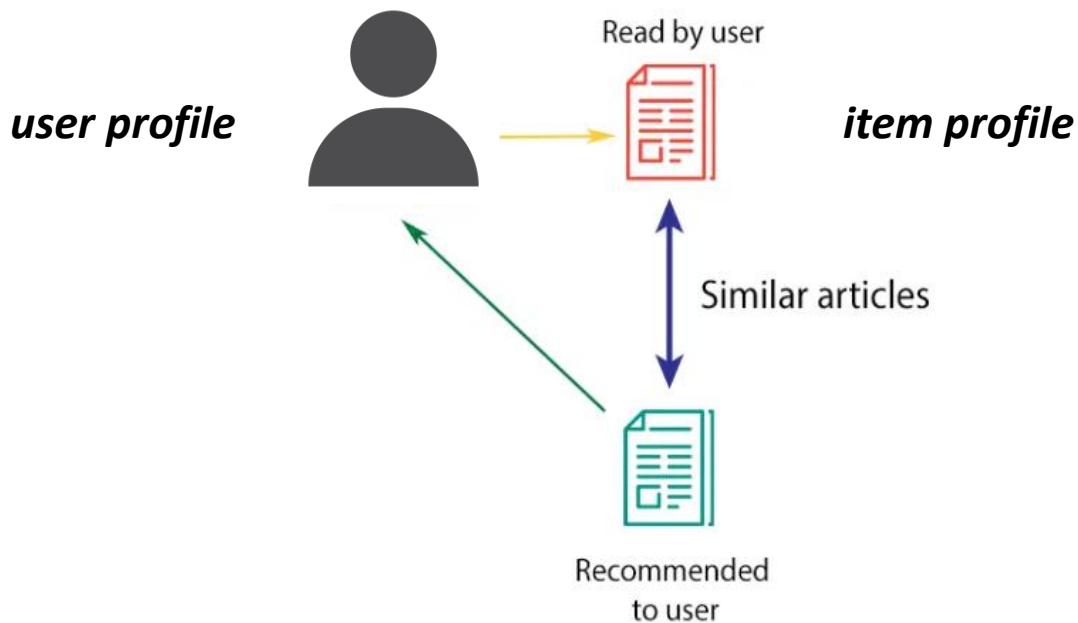 Read by user
user profile
item profile
Similar articles
Recommended
to user